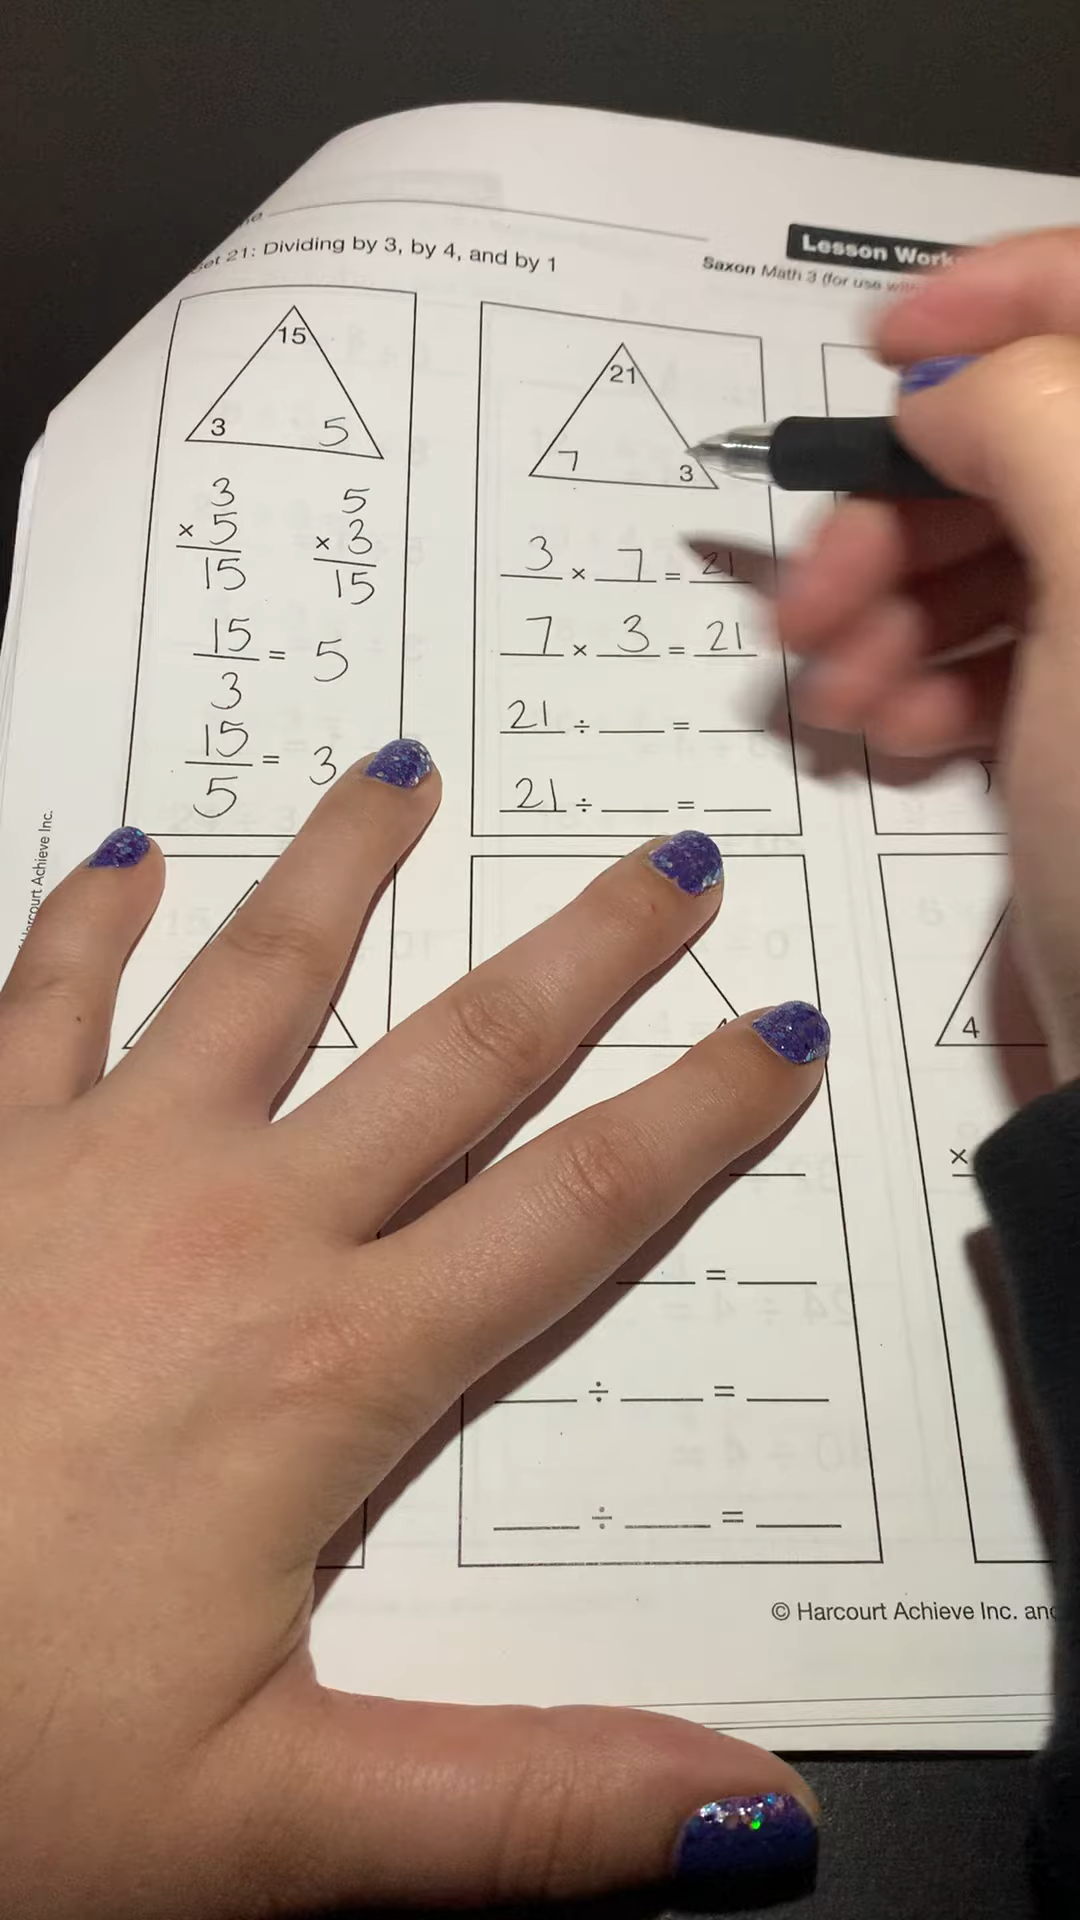 Set 21: Dividing by 3, by 4, and by 1
Lesson Work
Saxon Math 3 (for use with
15
3 5
3
× 5
15
5
× 3
15
15
3 = 5
15
5 = 3
21
7 3
3 × 7 = 21
7 × 3 = 21
21 ÷ ___ = ___
21 ÷ ___ = ___
4
×
___ = ___
___ ÷ ___ = ___
___ ÷ ___ = ___
Harcourt Achieve Inc.
© Harcourt Achieve Inc. and